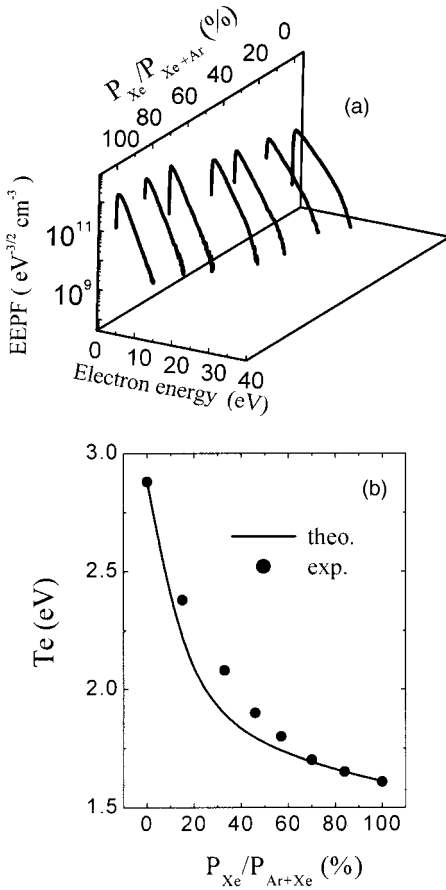 P_Xe/P_Xe+Ar (%)
0
20
40
60
80
100
(a)
EEPF ( eV^-3/2 cm^-3 )
10^11
10^9
0
10
20
30
40
Electron energy (eV)
3.0
2.5
2.0
1.5
Te (eV)
(b)
theo.
exp.
0 20 40 60 80 100
P_Xe/P_Ar+Xe (%)